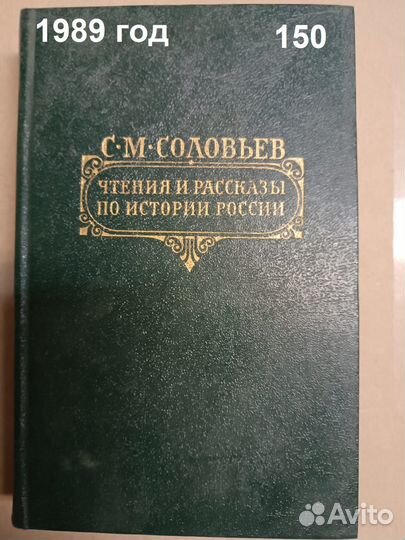 1989 год 150
С·М·СОЛОВЬЕВ
ЧТЕНИЯ И РАССКАЗЫ
ПО ИСТОРИИ РОССИИ
Avito